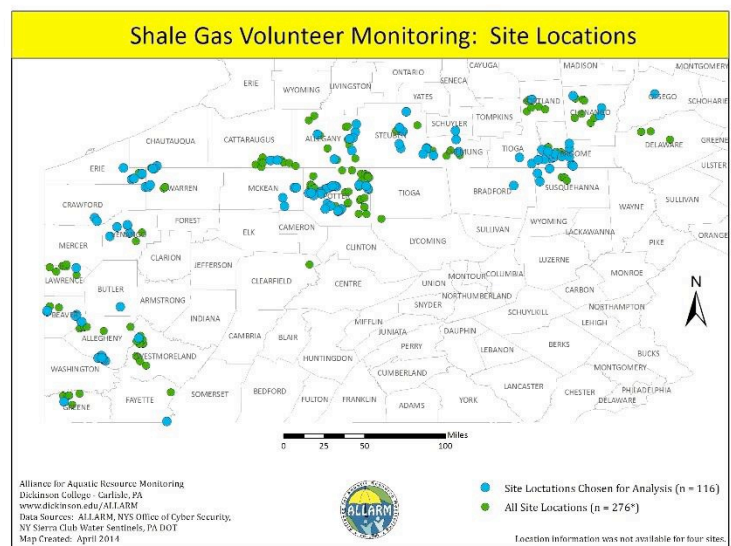 Shale Gas Volunteer Monitoring: Site Locations
CAYUGA MADISON MONTGOMERY
ERIE WYOMING LIVINGSTON ONTARIO SENECA
YATES OTSEGO SCHOHARIE
CHAUTAUQUA CATTARAUGUS ALLEGANY STEUBEN SCHUYLER TOMPKINS CORTLAND CHENANGO
CHEMUNG TIOGA BROOME DELAWARE GREENE
ULSTER
ERIE WARREN MCKEAN POTTER TIOGA BRADFORD SUSQUEHANNA
CRAWFORD FOREST ELK CAMERON SULLIVAN WYOMING WAYNE SULLIVAN
VENANGO LYCOMING LACKAWANNA PIKE ORANGE
MERCER CLARION JEFFERSON CLINTON LUZERNE
CLEARFIELD CENTRE MONTOUR COLUMBIA MONROE
LAWRENCE BUTLER ARMSTRONG UNION CARBON
NORTHUMBERLAND
SNYDER SCHUYLKILL NORTHAMPTON
BEAVER INDIANA MIFFLIN LEHIGH
ALLEGHENY CAMBRIA BLAIR JUNIATA DAUPHIN
PERRY LEBANON BERKS BUCKS
WASHINGTON WESTMORELAND HUNTINGDON MONTGOMERY
CUMBERLAND
GREENE FAYETTE SOMERSET BEDFORD FULTON FRANKLIN ADAMS YORK LANCASTER CHESTER PHILADELPHIA
DELAWARE
N
Miles
0 12.5 25 50 100
Alliance for Aquatic Resource Monitoring
Dickinson College - Carlisle, PA
www.dickinson.edu/ALLARM
Data Sources: ALLARM, NYS Office of Cyber Security,
NY Sierra Club Water Sentinels, PA DOT
Map Created: April 2014
ALLARM
Site Loctations Chosen for Analysis (n = 116)
All Site Locations (n = 276*)
Location information was not available for four sites.